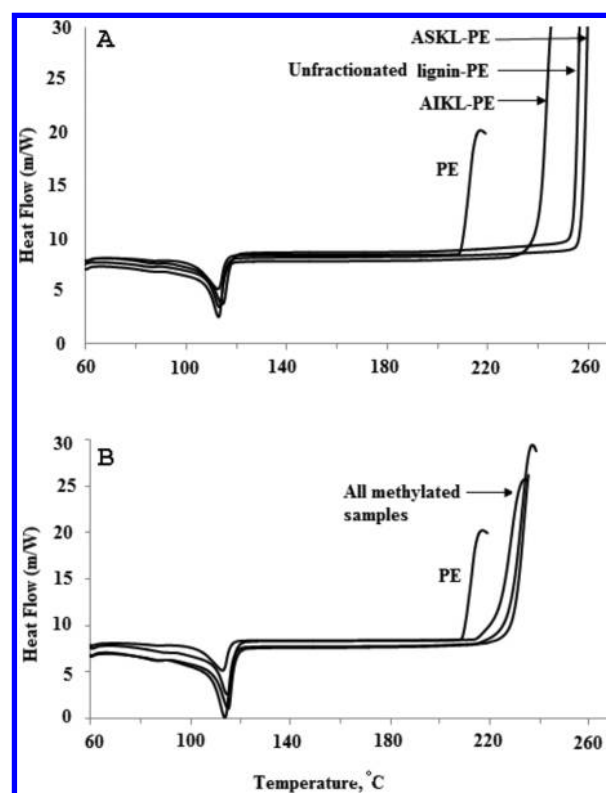 A
30
25
20
15
10
5
0
Heat Flow (m/W)
ASKL-PE
Unfractionated lignin-PE
AIKL-PE
PE
60 100 140 180 220 260
B
30
25
20
15
10
5
0
Heat Flow (m/W)
All methylated
samples
PE
60 100 140 180 220 260
Temperature, °C